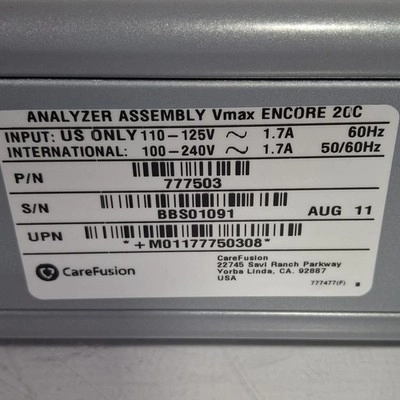 ANALYZER ASSEMBLY Vmax ENCORE 20C
INPUT: US ONLY 110-125V ~ 1.7A 60Hz
INTERNATIONAL: 100-240V ~ 1.7A 50/60Hz
P/N
777503
S/N
BBS01091
AUG 11
UPN
*+M01177750308*
CareFusion
CareFusion
22745 Savi Ranch Parkway
Yorba Linda, CA. 92887
USA
777477(F)